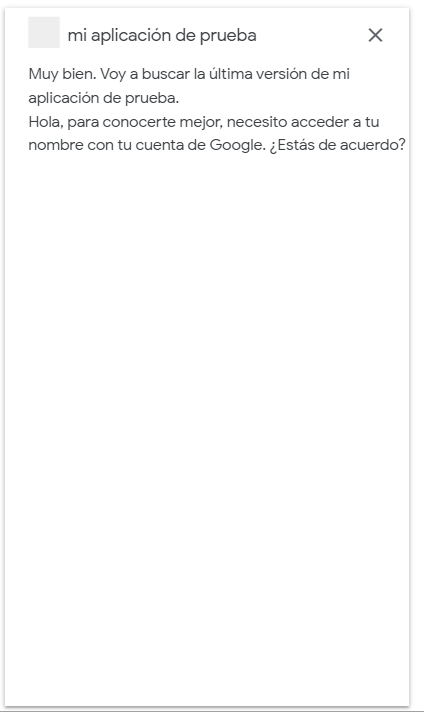 mi aplicación de prueba
Muy bien. Voy a buscar la última versión de mi
aplicación de prueba.
Hola, para conocerte mejor, necesito acceder a tu
nombre con tu cuenta de Google. ¿Estás de acuerdo?